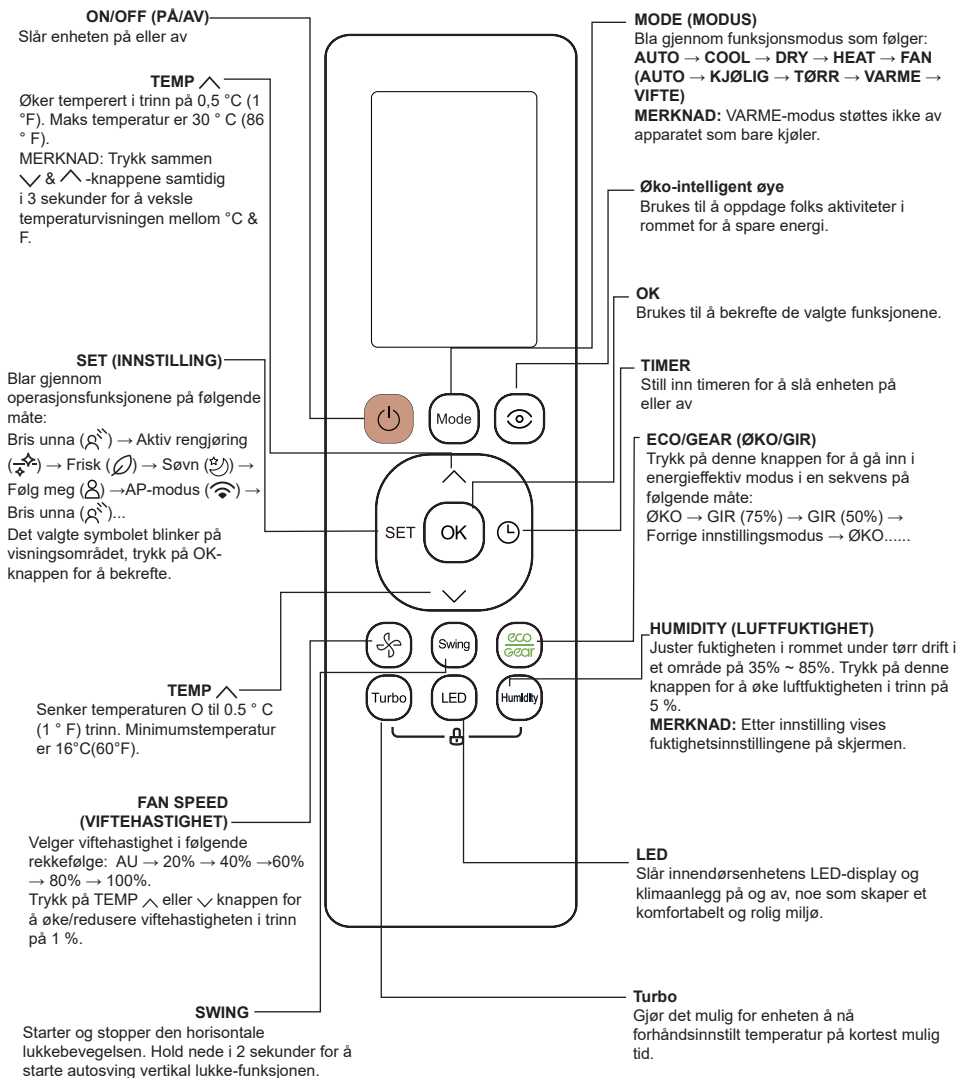 ON/OFF (PÅ/AV)
Slår enheten på eller av
TEMP
Øker temperert i trinn på 0,5 °C (1
°F). Maks temperatur er 30 ° C (86
° F).
MERKNAD: Trykk sammen
& -knappene samtidig
i 3 sekunder for å veksle
temperaturvisningen mellom °C &
F.
SET (INNSTILLING)
Blar gjennom
operasjonsfunksjonene på følgende
måte:
Bris unna ( ) → Aktiv rengjøring
( ) → Frisk ( ) → Søvn ( ) →
Følg meg ( ) →AP-modus ( ) →
Bris unna ( )...
Det valgte symbolet blinker på
visningsområdet, trykk på OK-
knappen for å bekrefte.
TEMP
Senker temperaturen O til 0.5 ° C
(1 ° F) trinn. Minimumstemperatur
er 16°C(60°F).
FAN SPEED
(VIFTEHASTIGHET)
Velger viftehastighet i følgende
rekkefølge: AU → 20% → 40% →60%
→ 80% → 100%.
Trykk på TEMP eller knappen for
å øke/redusere viftehastigheten i trinn
på 1 %.
SWING
Starter og stopper den horisontale
lukkebevegelsen. Hold nede i 2 sekunder for å
starte autosving vertikal lukke-funksjonen.
Mode
SET
OK
Swing
eco
gear
Turbo
LED
Humidity
MODE (MODUS)
Bla gjennom funksjonsmodus som følger:
AUTO → COOL → DRY → HEAT → FAN
(AUTO → KJØLIG → TØRR → VARME →
VIFTE)
MERKNAD: VARME-modus støttes ikke av
apparatet som bare kjøler.
Øko-intelligent øye
Brukes til å oppdage folks aktiviteter i
rommet for å spare energi.
OK
Brukes til å bekrefte de valgte funksjonene.
TIMER
Still inn timeren for å slå enheten på
eller av
ECO/GEAR (ØKO/GIR)
Trykk på denne knappen for å gå inn i
energieffektiv modus i en sekvens på
følgende måte:
ØKO → GIR (75%) → GIR (50%) →
Forrige innstillingsmodus → ØKO......
HUMIDITY (LUFTFUKTIGHET)
Juster fuktigheten i rommet under tørr drift i
et område på 35% ~ 85%. Trykk på denne
knappen for å øke luftfuktigheten i trinn på
5 %.
MERKNAD: Etter innstilling vises
fuktighetsinnstillingene på skjermen.
LED
Slår innendørsenhetens LED-display og
klimaanlegg på og av, noe som skaper et
komfortabelt og rolig miljø.
Turbo
Gjør det mulig for enheten å nå
forhåndsinnstilt temperatur på kortest mulig
tid.